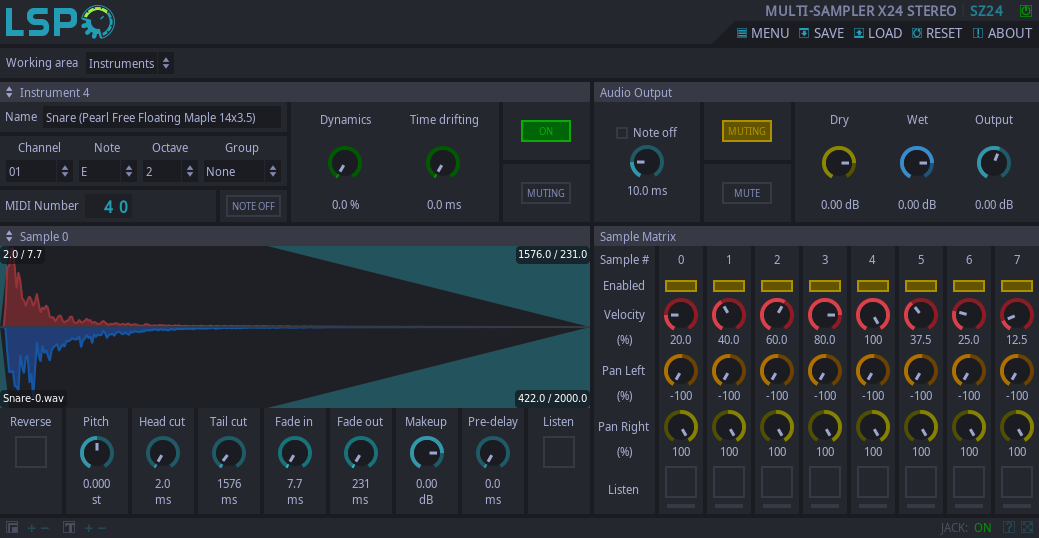 LSP
MULTI-SAMPLER X24 STEREO SZ24
MENU SAVE LOAD RESET ABOUT
Working area Instruments
Instrument 4
Name Snare (Pearl Free Floating Maple 14x3.5)
Channel Note Octave Group
01 E 2 None
MIDI Number 40 NOTE OFF
Dynamics Time drifting
0.0 % 0.0 ms
ON
MUTING
Audio Output
Note off
10.0 ms
MUTING
MUTE
Dry Wet Output
0.00 dB 0.00 dB 0.00 dB
Sample 0
2.0 / 7.7 1576.0 / 231.0
Snare-0.wav 422.0 / 2000.0
Reverse Pitch Head cut Tail cut Fade in Fade out Makeup Pre-delay Listen
0.000 2.0 1576 7.7 231 0.00 0.0
st ms ms ms ms dB ms
Sample Matrix
Sample # 0 1 2 3 4 5 6 7
Enabled
Velocity
(%) 20.0 40.0 60.0 80.0 100 37.5 25.0 12.5
Pan Left
(%) -100 -100 -100 -100 -100 -100 -100 -100
Pan Right
(%) 100 100 100 100 100 100 100 100
Listen
+ - + - JACK: ON ?